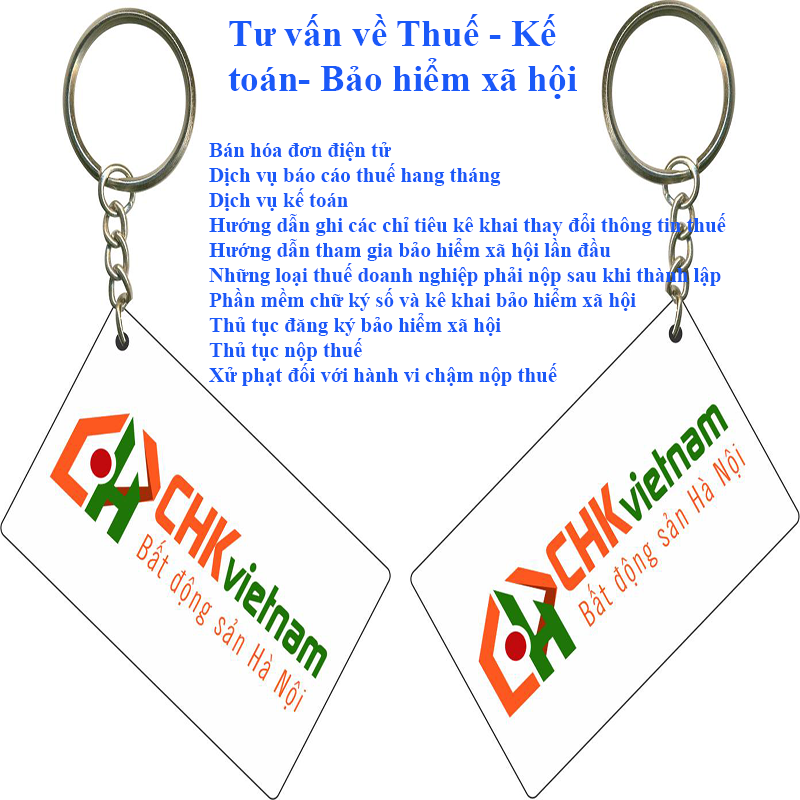 Tư vấn về Thuế - Kế
toán- Bảo hiểm xã hội
Bán hóa đơn điện tử
Dịch vụ báo cáo thuế hang tháng
Dịch vụ kế toán
Hướng dẫn ghi các chỉ tiêu kê khai thay đổi thông tin thuế
Hướng dẫn tham gia bảo hiểm xã hội lần đầu
Những loại thuế doanh nghiệp phải nộp sau khi thành lập
Phần mềm chữ ký số và kê khai bảo hiểm xã hội
Thủ tục đăng ký bảo hiểm xã hội
Thủ tục nộp thuế
Xử phạt đối với hành vi chậm nộp thuế
CHKvietnam
Bất động sản Hà Nội
CHKvietnam
Bất động sản Hà Nội